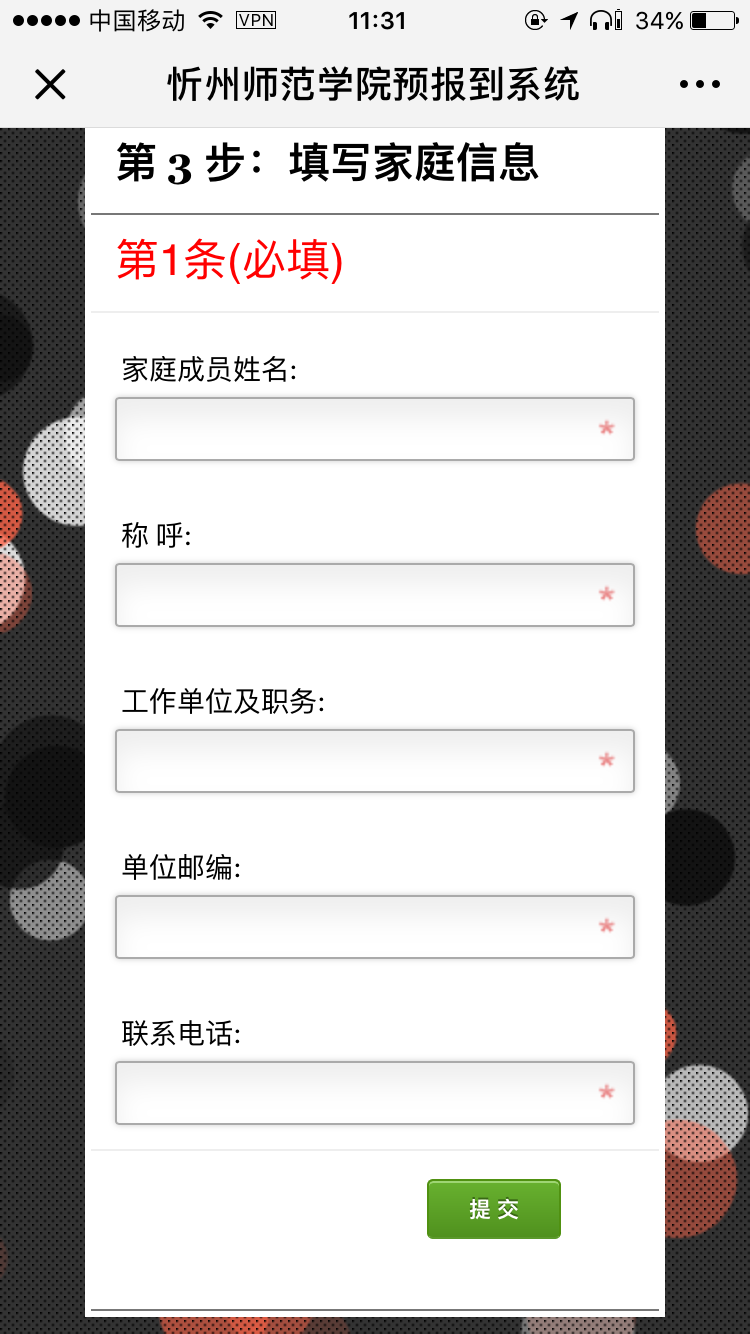 中国移动 VPN 11:31 34%
忻州师范学院预报到系统
第 3 步：填写家庭信息
第1条(必填)
家庭成员姓名:
*
称 呼:
*
工作单位及职务:
*
单位邮编:
*
联系电话:
*
提 交